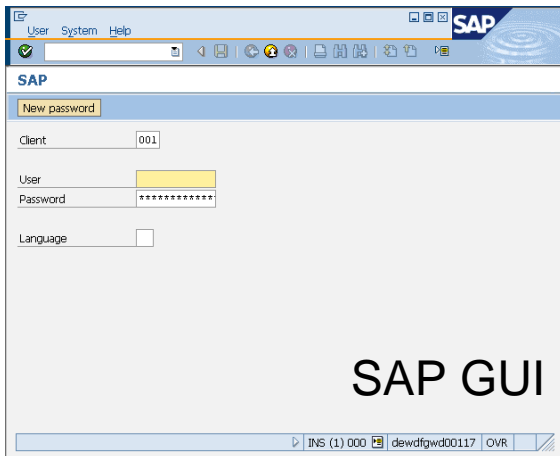 User System Help
SAP
SAP
New password
Client 001
User
Password ************
Language
SAP GUI
INS (1) 000 dewdfgwd00117 OVR